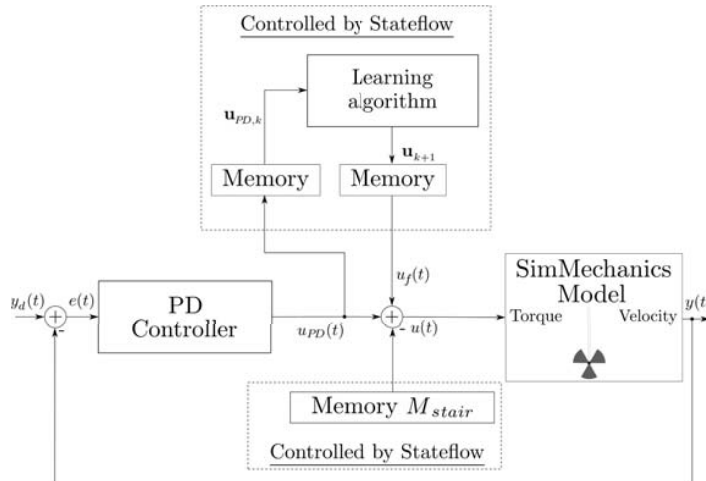 Controlled by Stateflow
Learning
algorithm
u_{PD,k}
u_{k+1}
Memory
Memory
u_f(t)
SimMechanics
Model
Torque
Velocity
y_d(t)
e(t)
PD
Controller
u_{PD}(t)
u(t)
y(t
+
-
+
-
Memory M_{stair}
Controlled by Stateflow